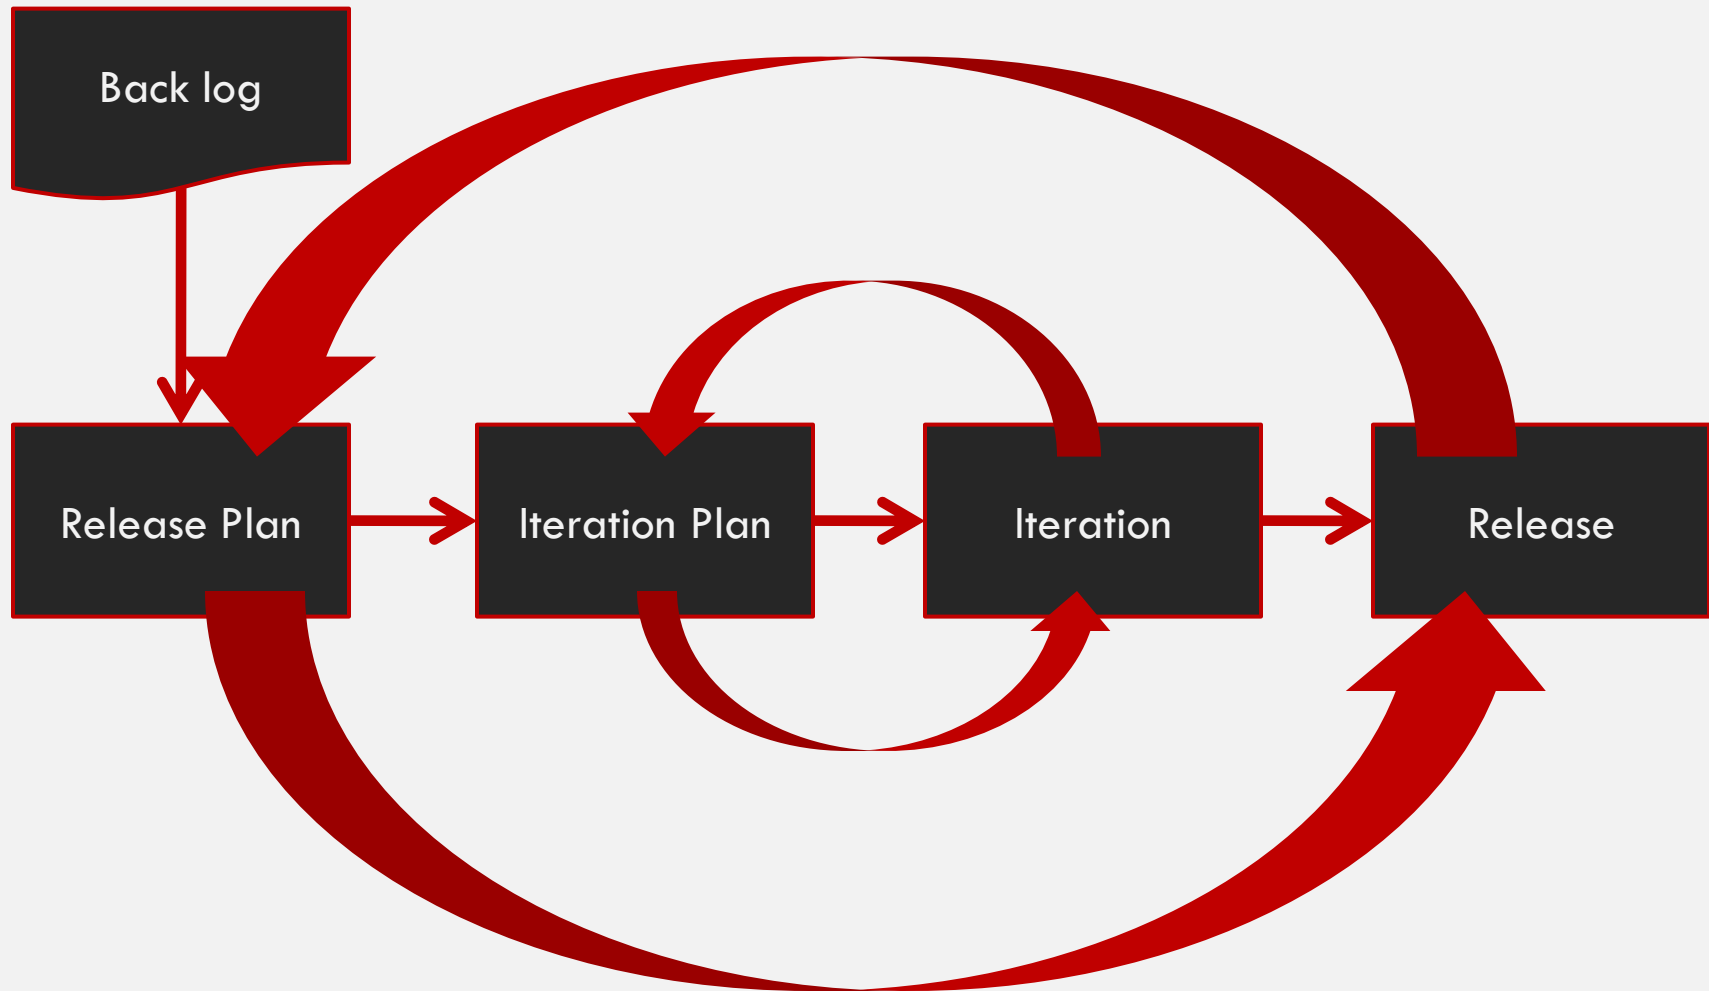 Back log
Release Plan
Iteration Plan
Iteration
Release